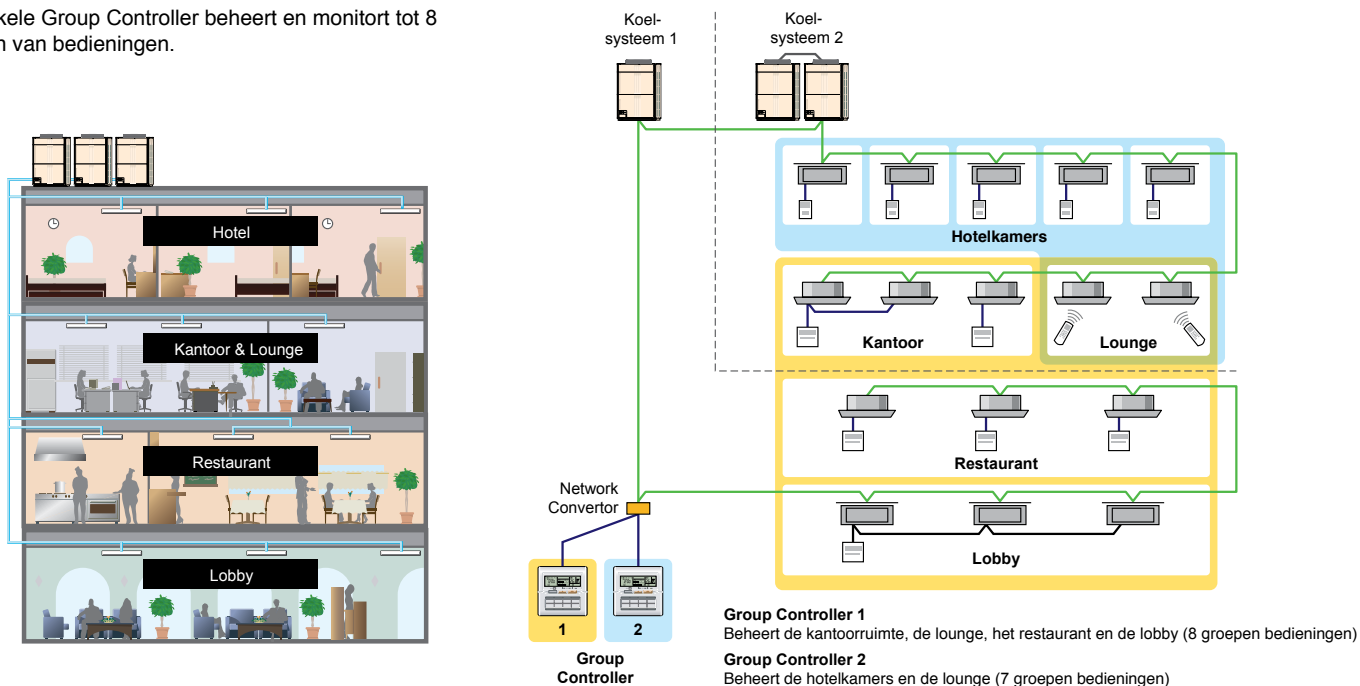 kele Group Controller beheert en monitort tot 8
van bedieningen.
Hotel
Kantoor & Lounge
Restaurant
Lobby
Koel-
systeem 1
Koel-
systeem 2
Hotelkamers
Kantoor
Lounge
Restaurant
Lobby
Network
Convertor
1
2
Group
Controller
Group Controller 1
Beheert de kantoorruimte, de lounge, het restaurant en de lobby (8 groepen bedieningen)
Group Controller 2
Beheert de hotelkamers en de lounge (7 groepen bedieningen)